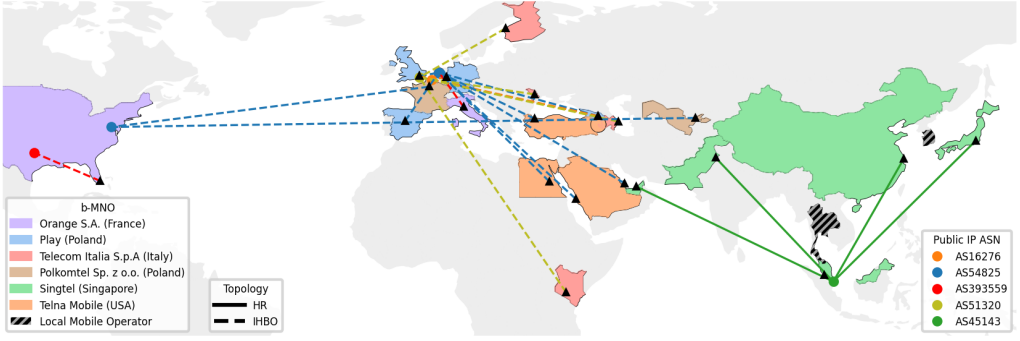 b-MNO
Orange S.A. (France)
Play (Poland)
Telecom Italia S.p.A (Italy)
Polkomtel Sp. z o.o. (Poland)
Singtel (Singapore)
Telna Mobile (USA)
Local Mobile Operator
Topology
HR
IHBO
Public IP ASN
AS16276
AS54825
AS393559
AS51320
AS45143